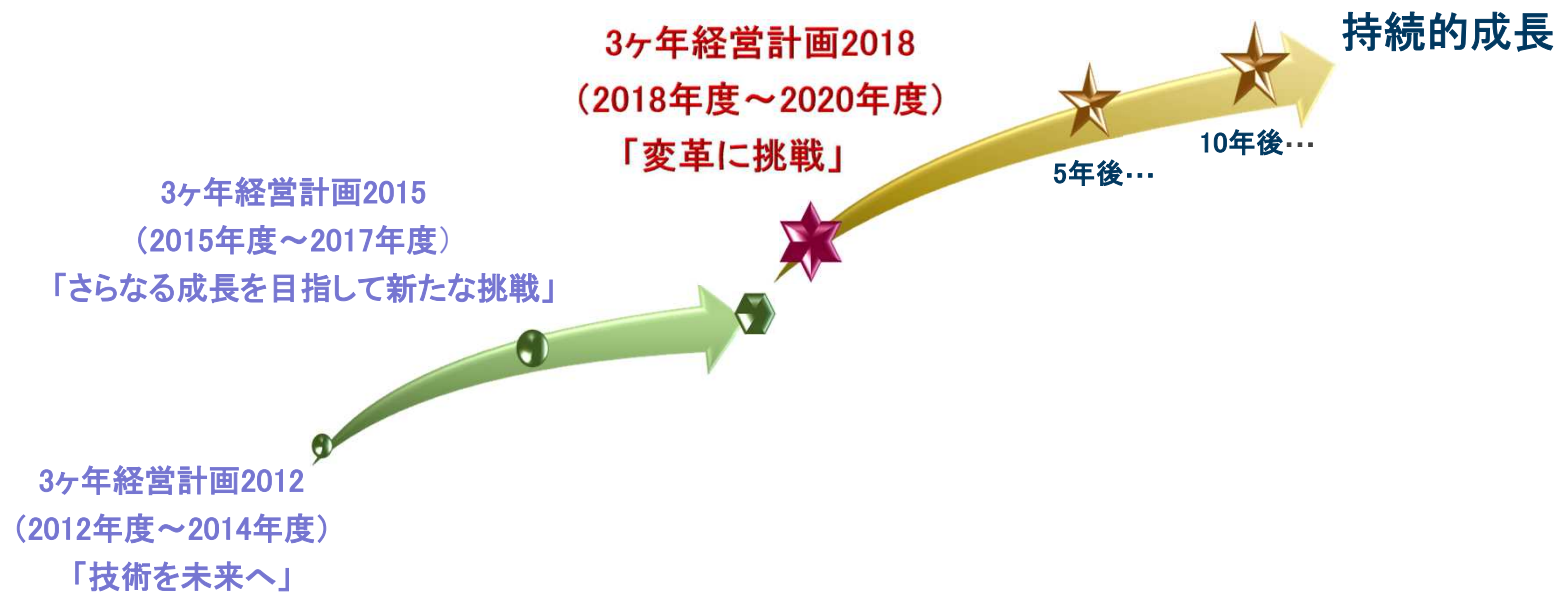 3ヶ年経営計画2018
（2018年度～2020年度）
「変革に挑戦」
持続的成長
10年後…
5年後…
3ヶ年経営計画2015
（2015年度～2017年度）
「さらなる成長を目指して新たな挑戦」
3ヶ年経営計画2012
（2012年度～2014年度）
「技術を未来へ」